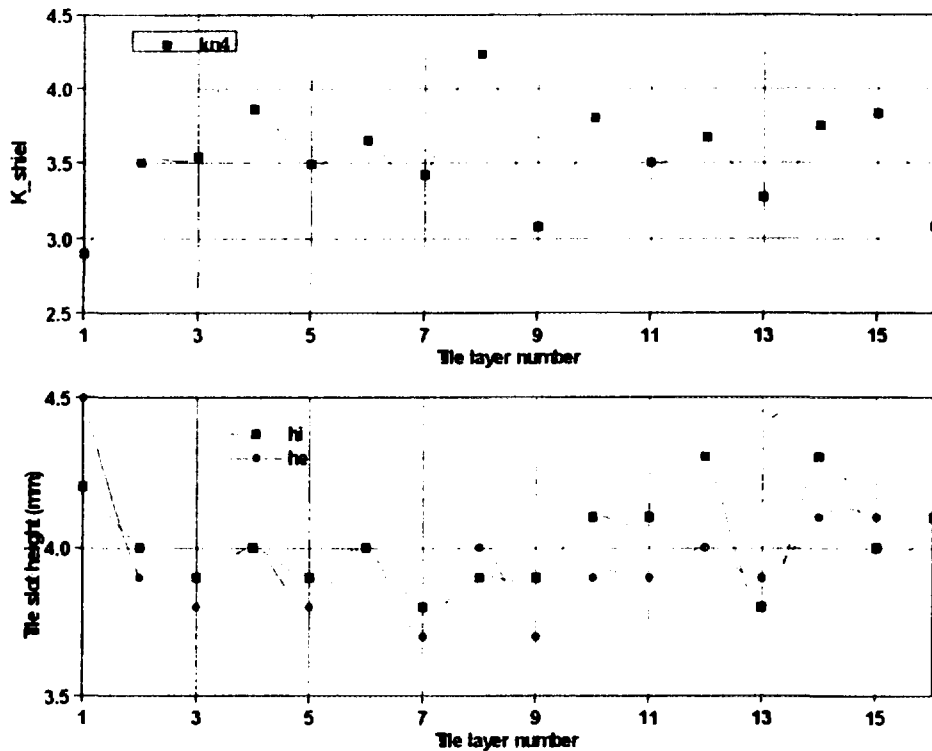 4.5
4.0
3.5
3.0
2.5
K_shiel
kn4
1 3 5 7 9 11 13 15
Tile layer number
4.5
4.0
3.5
Tile slot height (mm)
hi
he
1 3 5 7 9 11 13 15
Tile layer number